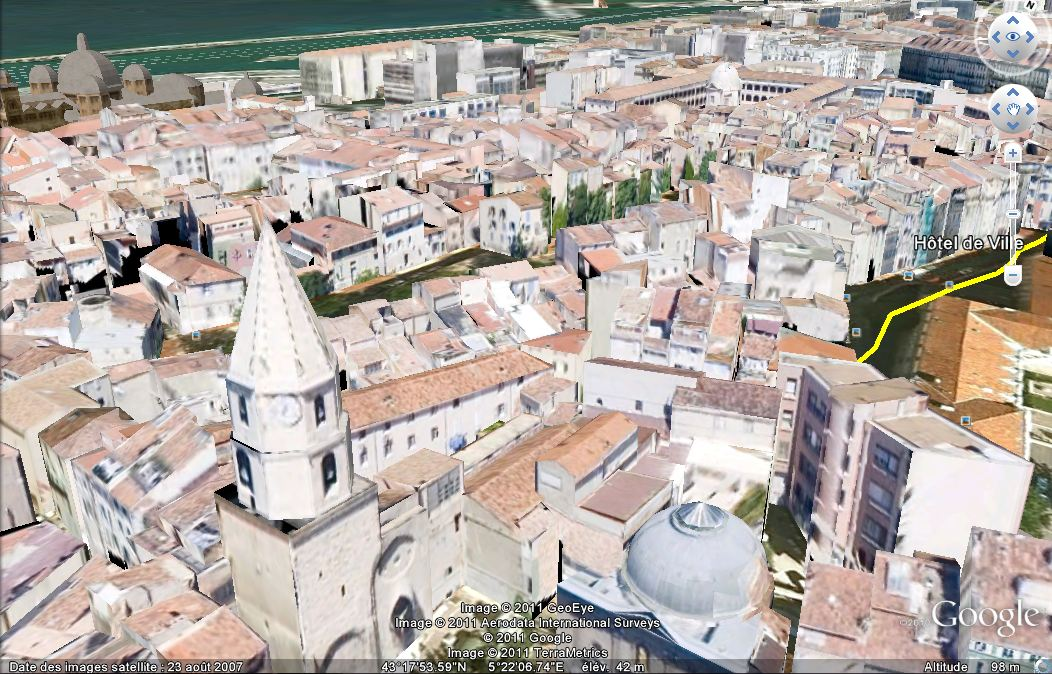 N
Hôtel de Ville
Image © 2011 GeoEye
Image © 2011 Aerodata International Surveys
© 2011 Google
Image © 2011 TerraMetrics
©201
Google
Date des images satellite : 23 août 2007
43°17'53.59"N 5°22'06.74"E élév. 42 m
Altitude 98 m